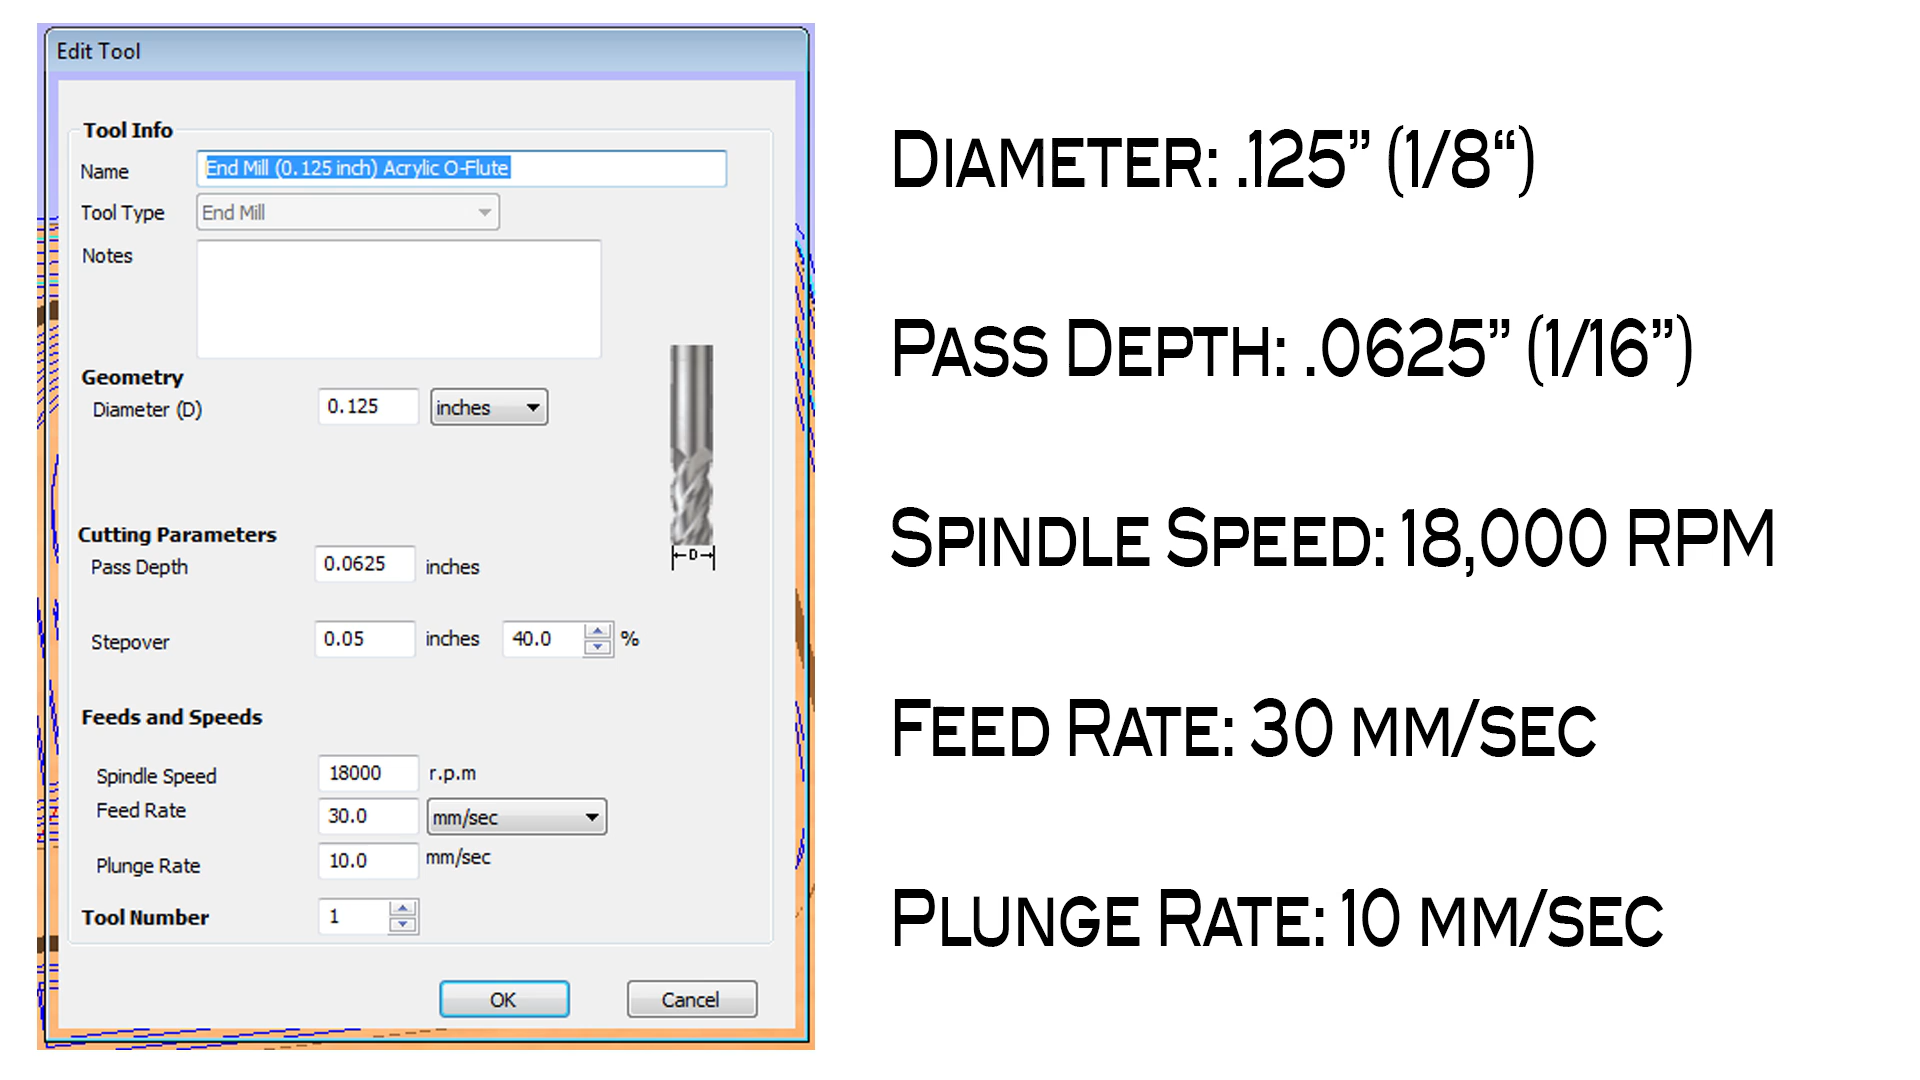 Edit Tool
Tool Info
Name End Mill (0.125 inch) Acrylic O-Flute
Tool Type End Mill
Notes
Geometry
Diameter (D) 0.125 inches
Cutting Parameters
Pass Depth 0.0625 inches
D
Stepover 0.05 inches 40.0 %
Feeds and Speeds
Spindle Speed 18000 r.p.m
Feed Rate 30.0 mm/sec
Plunge Rate 10.0 mm/sec
Tool Number 1
OK Cancel
Diameter: .125” (1/8“)
Pass Depth: .0625” (1/16”)
Spindle Speed: 18,000 RPM
Feed Rate: 30 mm/sec
Plunge Rate: 10 mm/sec